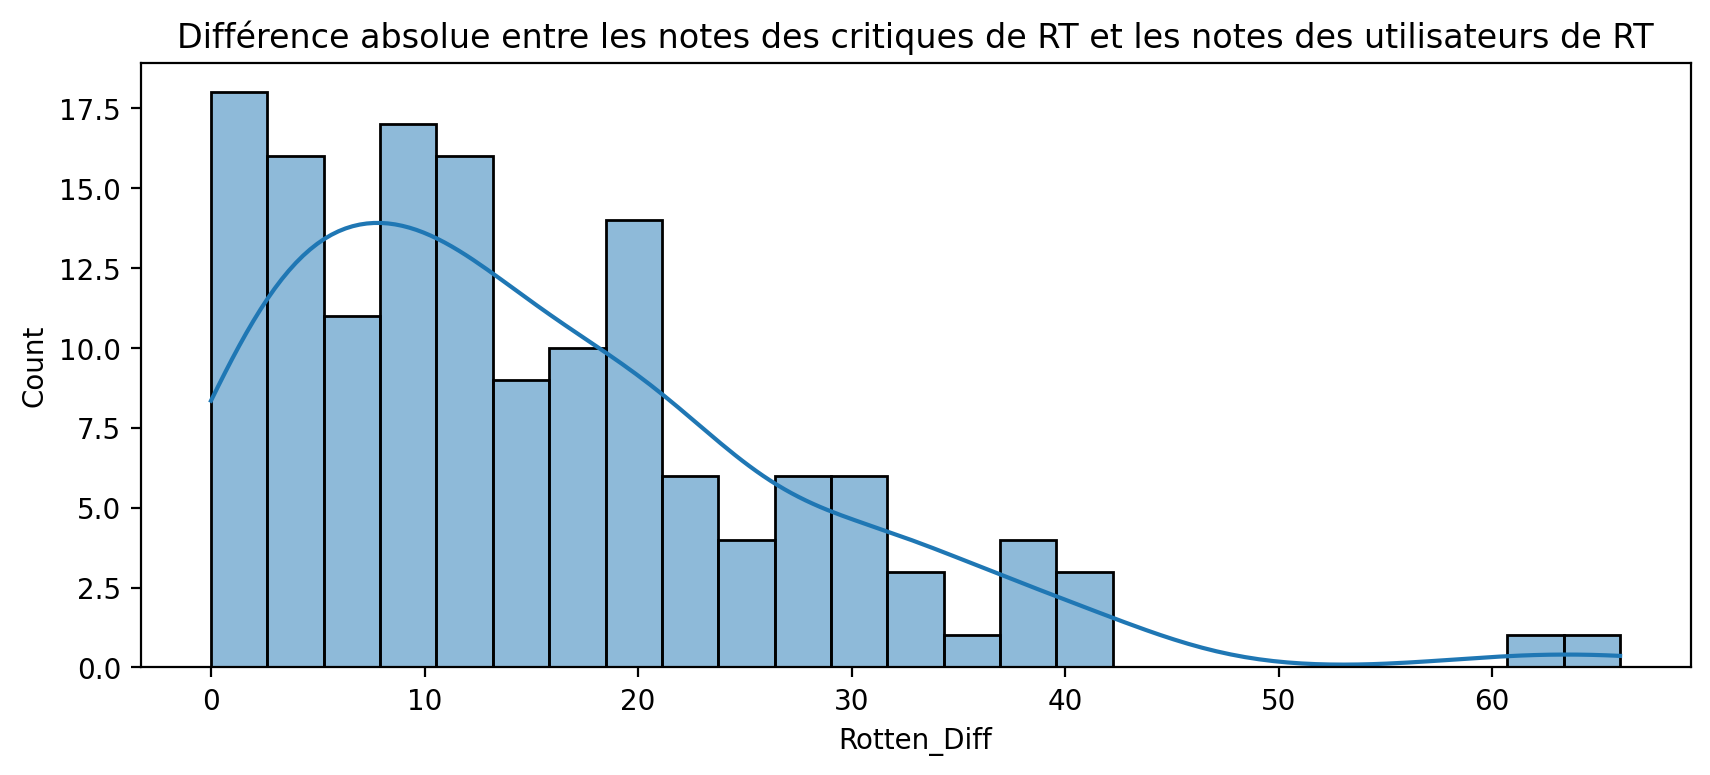 Différence absolue entre les notes des critiques de RT et les notes des utilisateurs de RT
17.5
15.0
12.5
10.0
7.5
5.0
2.5
0.0
Count
0 10 20 30 40 50 60
Rotten_Diff